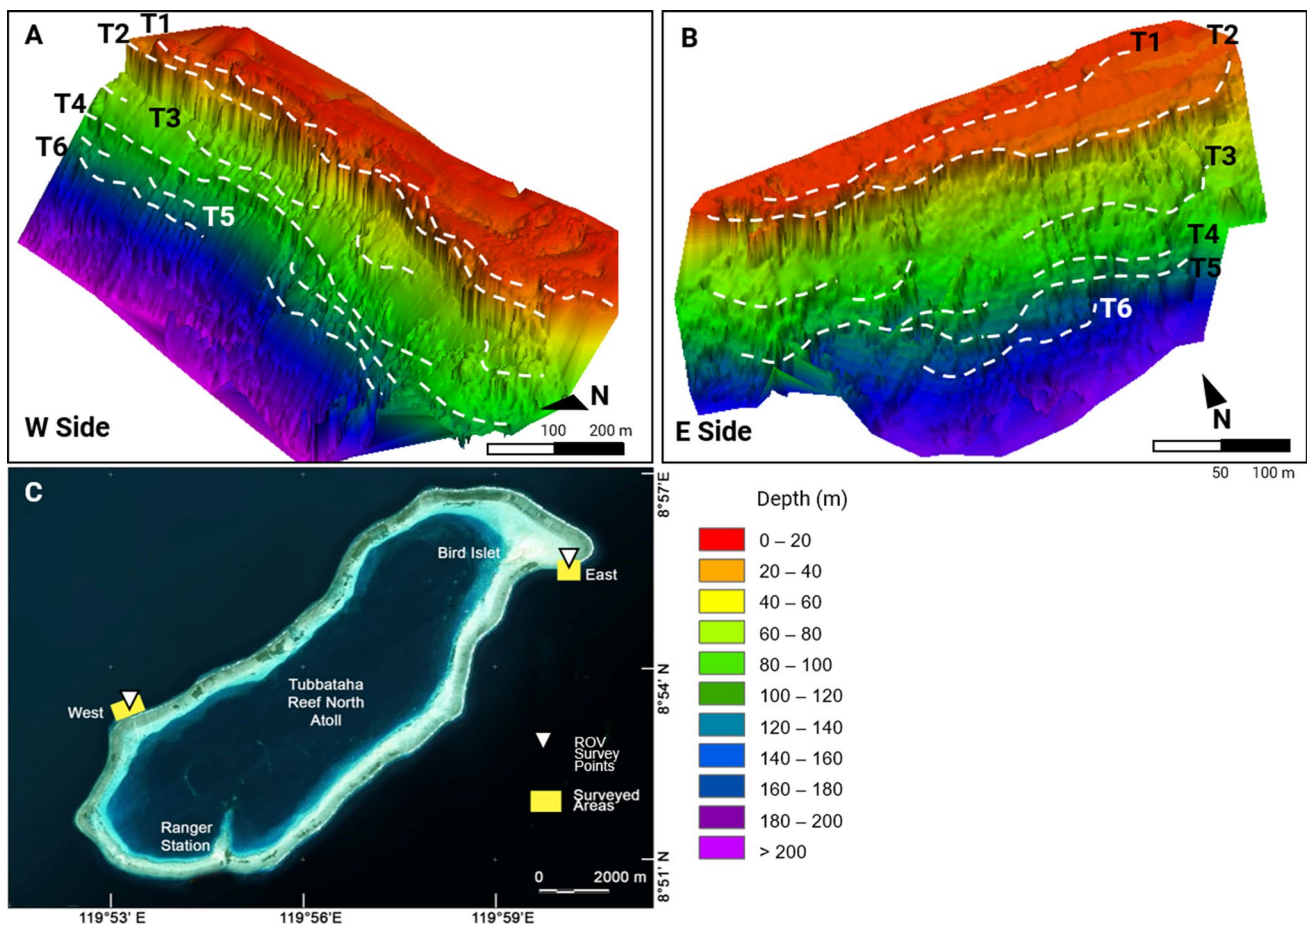 A
T1
T2
T3
T4
T5
T6
W Side
N
100 200 m
B
T1
T2
T3
T4
T5
T6
E Side
N
50 100 m
C
Bird Islet
East
West
Tubbataha
Reef North
Atoll
Ranger
Station
ROV
Survey
Points
Surveyed
Areas
0 2000 m
8°57'E
8°54' N
8°51' N
119°53' E
119°56'E
119°59'E
Depth (m)
0 – 20
20 – 40
40 – 60
60 – 80
80 – 100
100 – 120
120 – 140
140 – 160
160 – 180
180 – 200
> 200